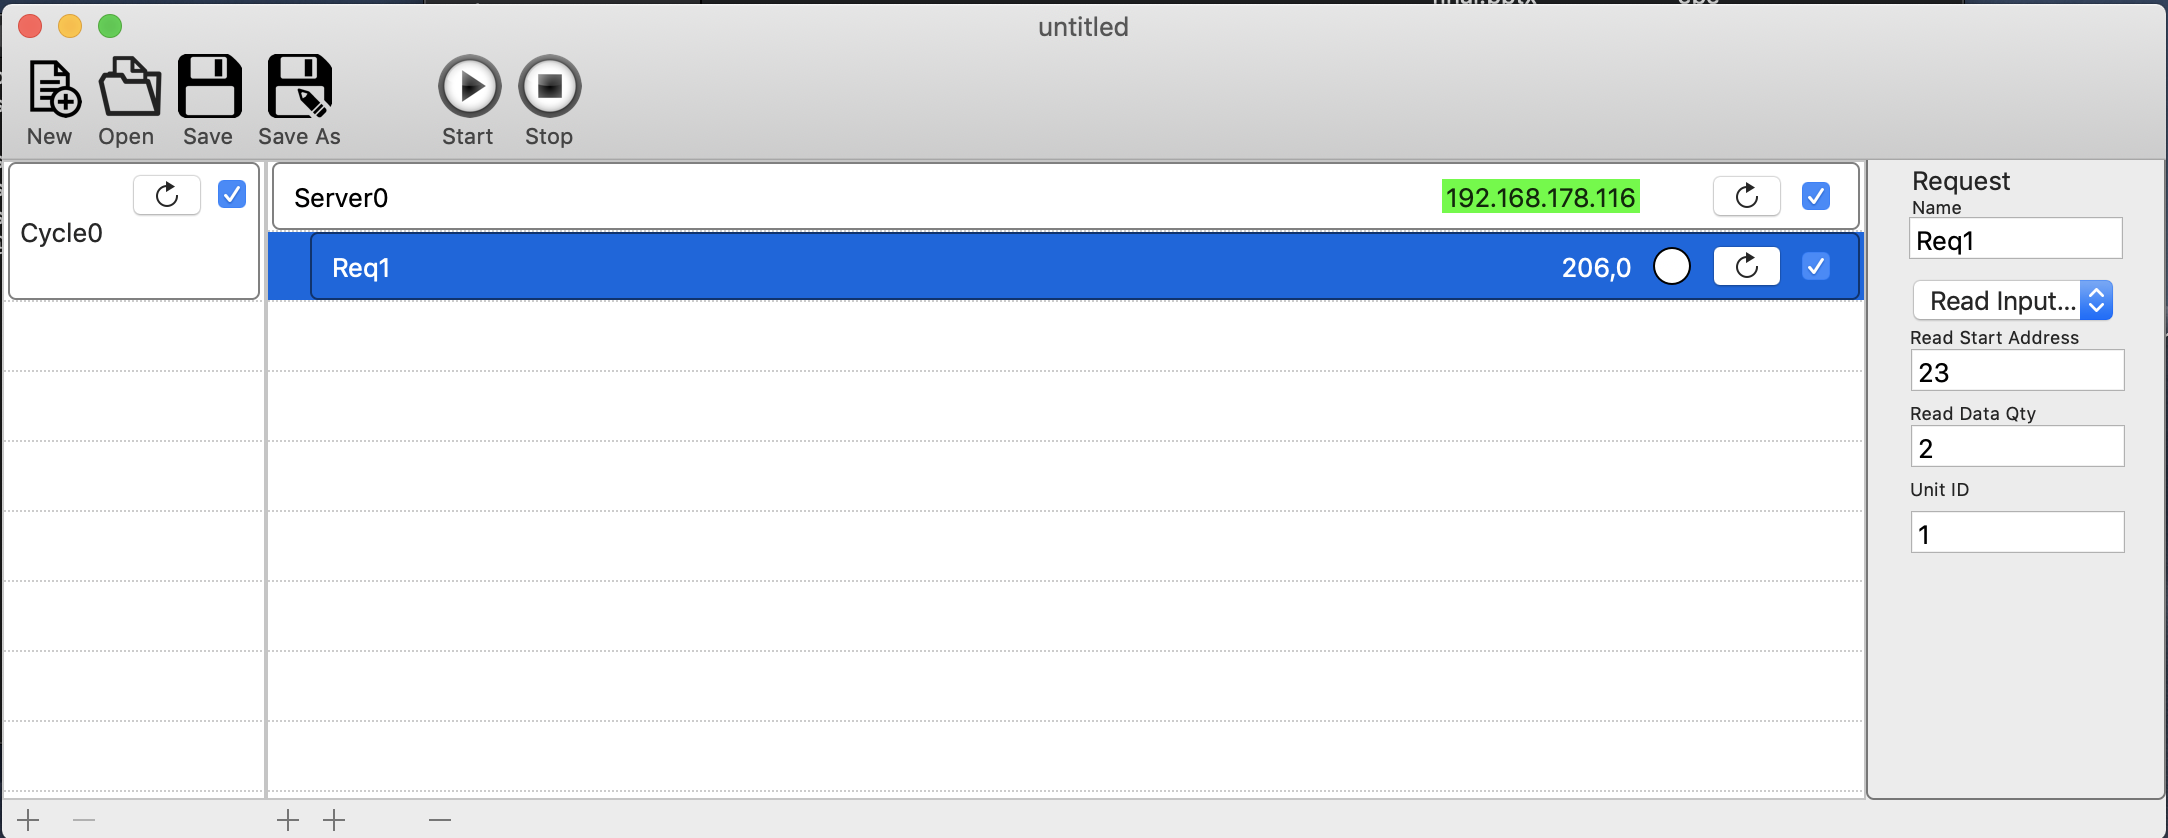 untitled
New Open Save Save As Start Stop
Cycle0
Server0 192.168.178.116
Req1 206,0
Request
Name
Req1
Read Input...
Read Start Address
23
Read Data Qty
2
Unit ID
1